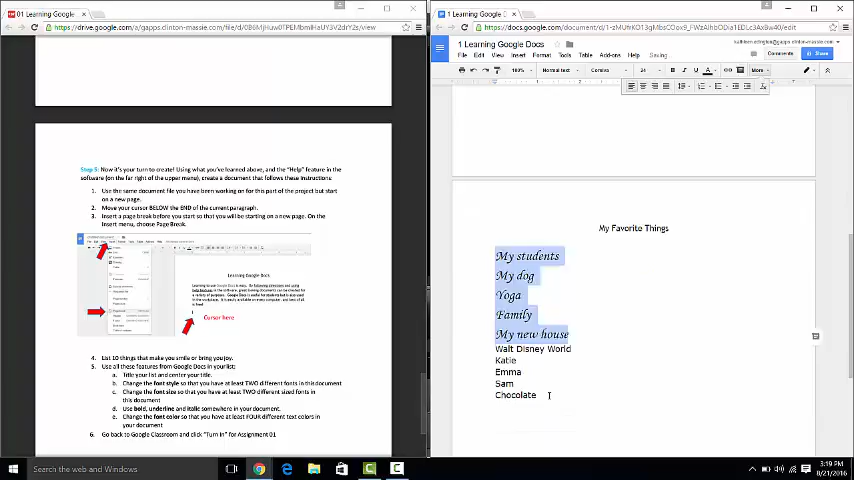 01 Learning Google Docs.p
1 Learning Google D
1 Learning Google Docs
File Edit View Insert Format Tools Table Add-ons Help Saving...
Comments
Share
100%
Normal text
24
More
Step 5: Now it's your turn to create! Using what you've learned above, and the "Help" feature in the
software (on the far right of the upper menu), create a document that follows these instruction:
1. Use the same document file you have been working on for this part of the project but start
on a new page.
2. Move your cursor BELOW the END of the current paragraph.
3. Insert a page break before you start so that you will be starting on a new page. On the
Insert menu, choose Page Break.
Learning Google Docs
Cursor here
4. List 10 things that make you smile or bring you joy.
5. Use all these features from Google Docs in your list:
a. Title your list and center your title.
b. Change the font style so that you have at least TWO different fonts in this document
c. Change the font size so that you have at least TWO different sized fonts in
this document
d. Use bold, underline and italic somewhere in your document.
e. Change the font color so that you have at least FOUR different text colors in
your document
6. Go back to Google Classroom and click "Turn In" for Assignment 01
My Favorite Things
My students
My dog
Yoga
Family
My new house
Walt Disney World
Katie
Emma
Sam
Chocolate
Search the web and Windows
3:19 PM
8/21/2016